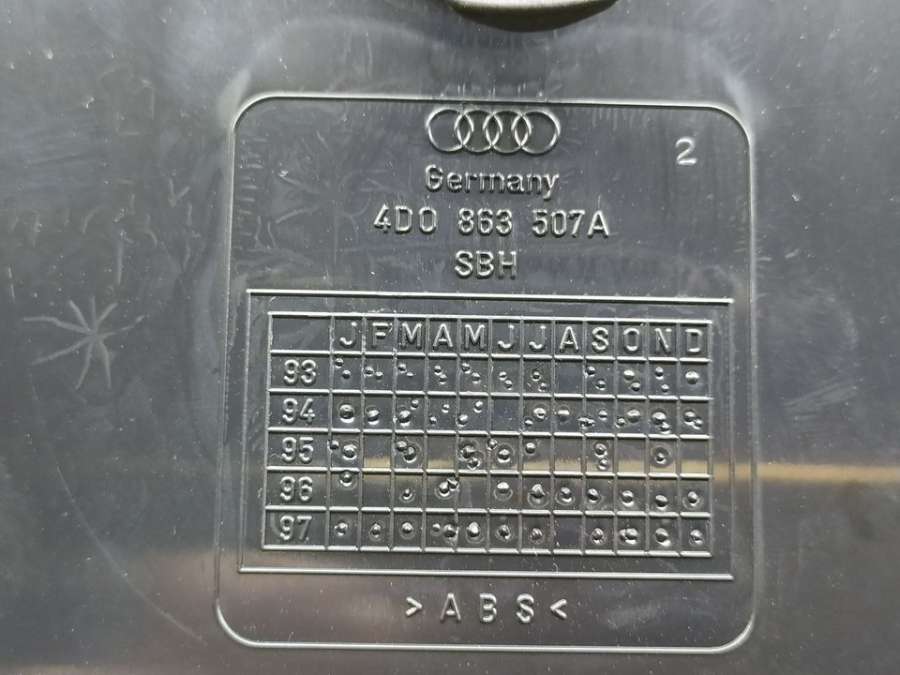 2
Germany
4D0 863 507A
SBH
J F M A M J J A S O N D
93
94
95
96
97
>ABS<